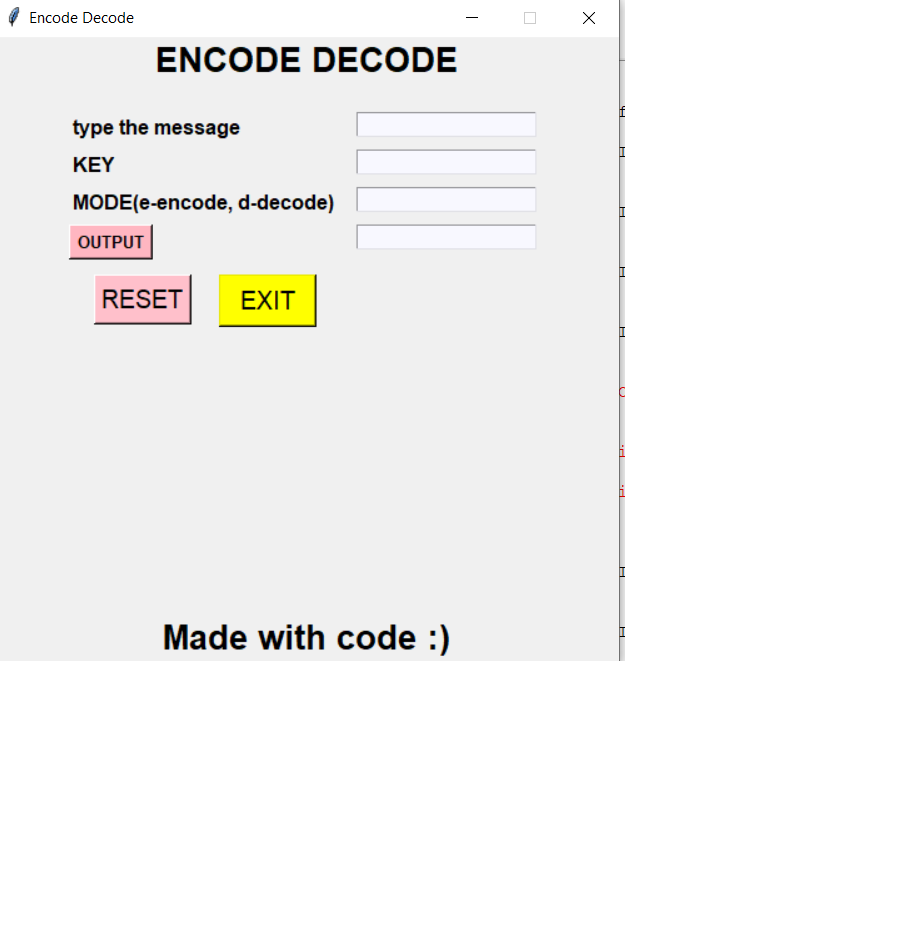 Encode Decode
ENCODE DECODE
type the message
KEY
MODE(e-encode, d-decode)
OUTPUT
RESET EXIT
Made with code :)